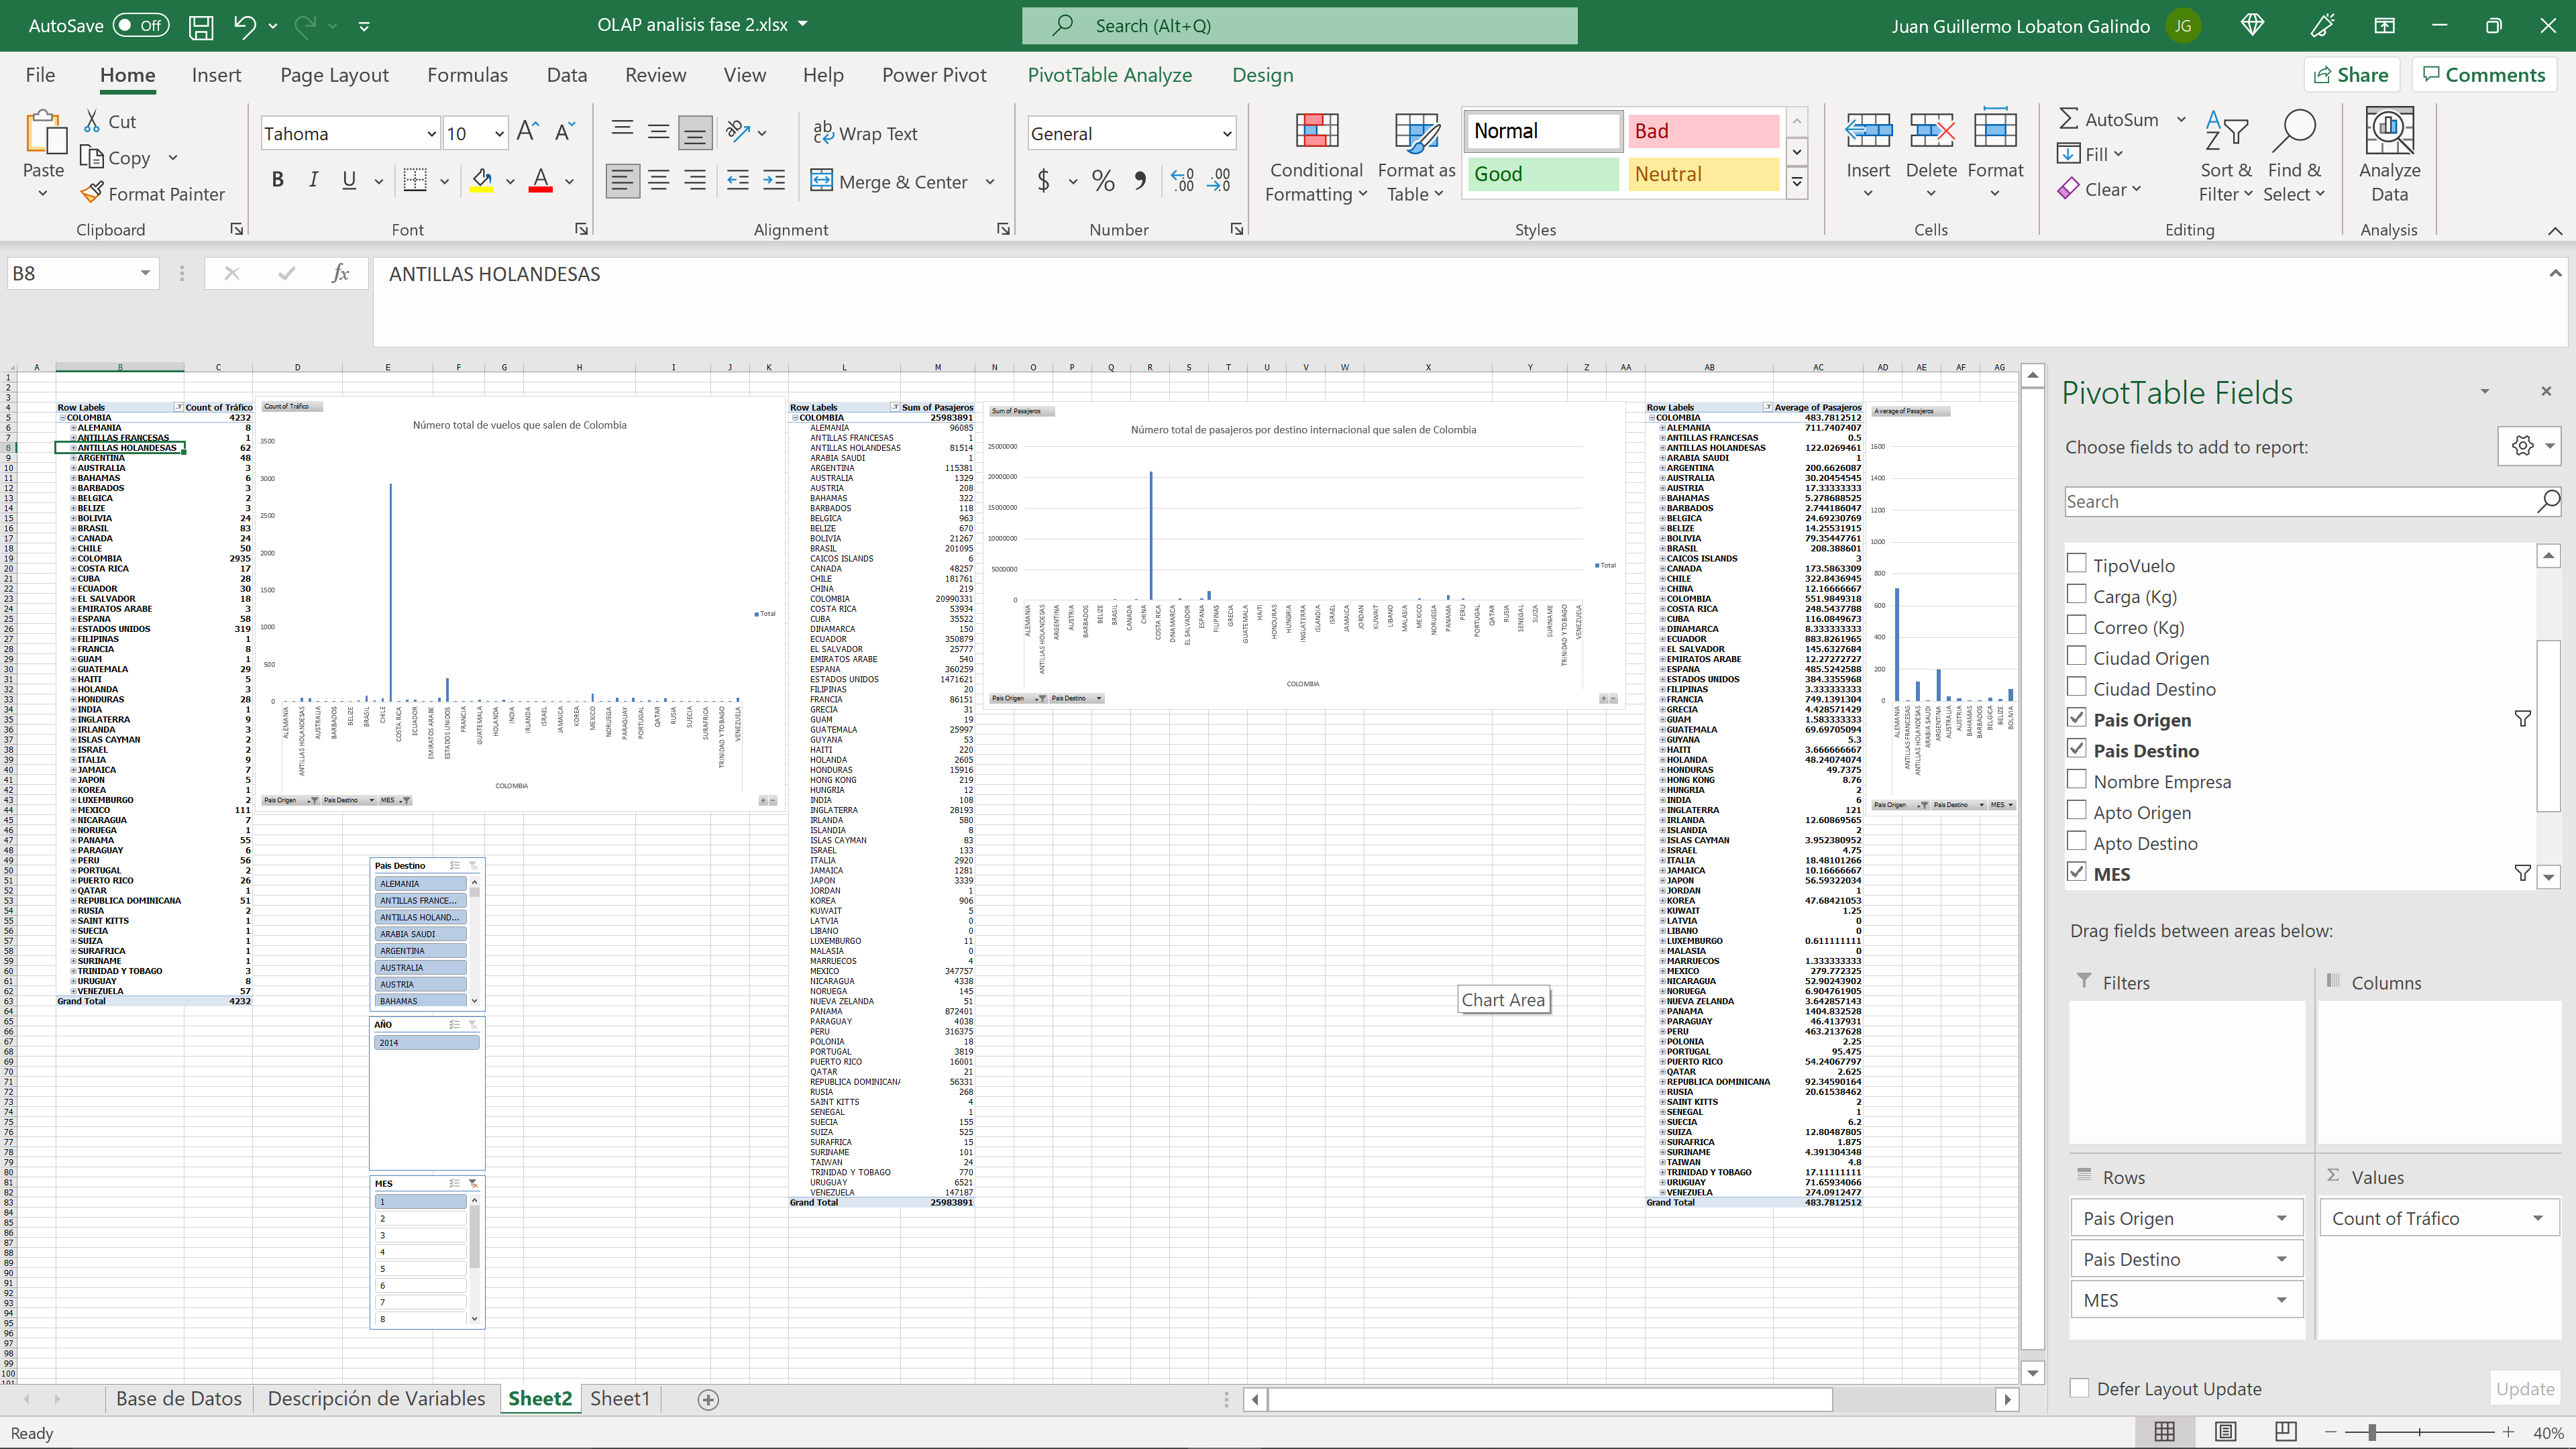 AutoSave Off OLAP analisis fase 2.xlsx Search (Alt+Q) Juan Guillermo Lobaton Galindo JG
File Home Insert Page Layout Formulas Data Review View Help Power Pivot PivotTable Analyze Design Share Comments
Paste Cut Copy Format Painter Clipboard
Tahoma 10 B I U A Font
Wrap Text Merge & Center Alignment
General $ % Number
Conditional Formatting Format as Table Normal Bad Good Neutral Styles
Insert Delete Format Cells
AutoSum Fill Clear Sort & Filter Find & Select Editing
Analyze Data Analysis
B8 fx ANTILLAS HOLANDESAS
Row Labels Count of Tráfico
COLOMBIA 4232
ALEMANIA 8
ANTILLAS FRANCESAS 1
ANTILLAS HOLANDESAS 62
ARGENTINA 48
AUSTRALIA 3
BAHAMAS 6
BARBADOS 3
BELGICA 2
BELIZE 3
BOLIVIA 24
BRASIL 83
CANADA 24
CHILE 50
COLOMBIA 2935
COSTA RICA 17
CUBA 28
ECUADOR 30
EL SALVADOR 18
EMIRATOS ARABE 3
ESPANA 58
ESTADOS UNIDOS 319
FILIPINAS 1
FRANCIA 8
GUAM 1
GUATEMALA 29
HAITI 5
HOLANDA 3
HONDURAS 28
INDIA 1
INGLATERRA 9
IRLANDA 3
ISLAS CAYMAN 2
ISRAEL 2
ITALIA 9
JAMAICA 7
JAPON 5
KOREA 1
LUXEMBURGO 2
MEXICO 111
NICARAGUA 7
NORUEGA 1
PANAMA 55
PARAGUAY 6
PERU 56
PORTUGAL 2
PUERTO RICO 26
QATAR 1
REPUBLICA DOMINICANA 51
RUSIA 2
SAINT KITTS 1
SUECIA 1
SUIZA 1
SURAFRICA 1
SURINAME 1
TRINIDAD Y TOBAGO 3
URUGUAY 8
VENEZUELA 57
Grand Total 4232
Count of Tráfico
Número total de vuelos que salen de Colombia
3500
3000
2500
2000
1500
1000
500
0
Total
COLOMBIA
Pais Origen Pais Destino MES
Pais Destino
ALEMANIA
ANTILLAS FRANCE...
ANTILLAS HOLAND...
ARABIA SAUDI
ARGENTINA
AUSTRALIA
AUSTRIA
BAHAMAS
AÑO
2014
MES
1
2
3
4
5
6
7
8
Row Labels Sum of Pasajeros
COLOMBIA 25983891
ALEMANIA 96085
ANTILLAS FRANCESAS 1
ANTILLAS HOLANDESAS 81514
ARABIA SAUDI 1
ARGENTINA 115381
AUSTRALIA 1329
AUSTRIA 208
BAHAMAS 322
BARBADOS 118
BELGICA 963
BELIZE 670
BOLIVIA 21267
BRASIL 201095
CAICOS ISLANDS 6
CANADA 48257
CHILE 181761
CHINA 219
COLOMBIA 20990331
COSTA RICA 53934
CUBA 35522
DINAMARCA 150
ECUADOR 350879
EL SALVADOR 25777
EMIRATOS ARABE 540
ESPANA 360259
ESTADOS UNIDOS 1471621
FILIPINAS 20
FRANCIA 86151
GRECIA 31
GUAM 19
GUATEMALA 25997
GUYANA 53
HAITI 220
HOLANDA 2605
HONDURAS 15916
HONG KONG 219
HUNGRIA 12
INDIA 108
INGLATERRA 28193
IRLANDA 580
ISLANDIA 8
ISLAS CAYMAN 83
ISRAEL 133
ITALIA 2920
JAMAICA 1281
JAPON 3339
JORDAN 1
KOREA 906
KUWAIT 5
LATVIA 0
LIBANO 0
LUXEMBURGO 11
MALASIA 0
MARRUECOS 4
MEXICO 347757
NICARAGUA 4338
NORUEGA 145
NUEVA ZELANDA 51
PANAMA 872401
PARAGUAY 4038
PERU 316375
POLONIA 18
PORTUGAL 3819
PUERTO RICO 16001
QATAR 21
REPUBLICA DOMINICANA 56331
RUSIA 268
SAINT KITTS 4
SENEGAL 1
SUECIA 155
SUIZA 525
SURAFRICA 15
SURINAME 101
TAIWAN 24
TRINIDAD Y TOBAGO 770
URUGUAY 6521
VENEZUELA 147187
Grand Total 25983891
Sum of Pasajeros
Número total de pasajeros por destino internacional que salen de Colombia
25000000
20000000
15000000
10000000
5000000
0
Total
COLOMBIA
Pais Origen Pais Destino
Chart Area
Row Labels Average of Pasajeros
COLOMBIA 483.7812512
ALEMANIA 711.7407407
ANTILLAS FRANCESAS 0.5
ANTILLAS HOLANDESAS 122.0269461
ARABIA SAUDI 1
ARGENTINA 200.6626087
AUSTRALIA 30.20454545
AUSTRIA 17.33333333
BAHAMAS 5.278688525
BARBADOS 2.744186047
BELGICA 24.69230769
BELIZE 14.25531915
BOLIVIA 79.35447761
BRASIL 208.388601
CAICOS ISLANDS 3
CANADA 173.5863309
CHILE 322.8436945
CHINA 12.16666667
COLOMBIA 551.9849318
COSTA RICA 248.5437788
CUBA 116.0849673
DINAMARCA 8.333333333
ECUADOR 883.8261965
EL SALVADOR 145.6327684
EMIRATOS ARABE 12.27272727
ESPANA 485.5242588
ESTADOS UNIDOS 384.3355968
FILIPINAS 3.333333333
FRANCIA 749.1391304
GRECIA 4.428571429
GUAM 1.583333333
GUATEMALA 69.69705094
GUYANA 5.3
HAITI 3.666666667
HOLANDA 48.24074074
HONDURAS 49.7375
HONG KONG 8.76
HUNGRIA 2
INDIA 6
INGLATERRA 121
IRLANDA 12.60869565
ISLANDIA 2
ISLAS CAYMAN 3.952380952
ISRAEL 4.75
ITALIA 18.48101266
JAMAICA 10.16666667
JAPON 56.59322034
JORDAN 1
KOREA 47.68421053
KUWAIT 1.25
LATVIA 0
LIBANO 0
LUXEMBURGO 0.611111111
MALASIA 0
MARRUECOS 1.333333333
MEXICO 279.772325
NICARAGUA 52.90243902
NORUEGA 6.904761905
NUEVA ZELANDA 3.642857143
PANAMA 1404.832528
PARAGUAY 46.4137931
PERU 463.2137628
POLONIA 2.25
PORTUGAL 95.475
PUERTO RICO 54.24067797
QATAR 2.625
REPUBLICA DOMINICANA 92.34590164
RUSIA 20.61538462
SAINT KITTS 2
SENEGAL 1
SUECIA 6.2
SUIZA 12.80487805
SURAFRICA 1.875
SURINAME 4.391304348
TAIWAN 4.8
TRINIDAD Y TOBAGO 17.11111111
URUGUAY 71.65934066
VENEZUELA 274.0912477
Grand Total 483.7812512
Average of Pasajeros
1600
1400
1200
1000
800
600
400
200
0
Pais Origen Pais Destino MES
PivotTable Fields
Choose fields to add to report:
Search
TipoVuelo
Carga (Kg)
Correo (Kg)
Ciudad Origen
Ciudad Destino
Pais Origen
Pais Destino
Nombre Empresa
Apto Origen
Apto Destino
MES
Drag fields between areas below:
Filters Columns
Rows Values
Pais Origen Count of Tráfico
Pais Destino
MES
Defer Layout Update Update
Base de Datos Descripción de Variables Sheet2 Sheet1
Ready 40%